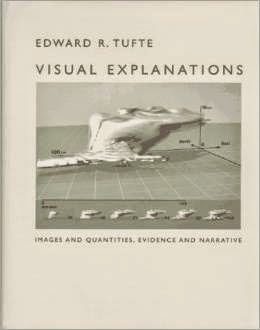 EDWARD R. TUFTE
VISUAL EXPLANATIONS
IMAGES AND QUANTITIES, EVIDENCE AND NARRATIVE